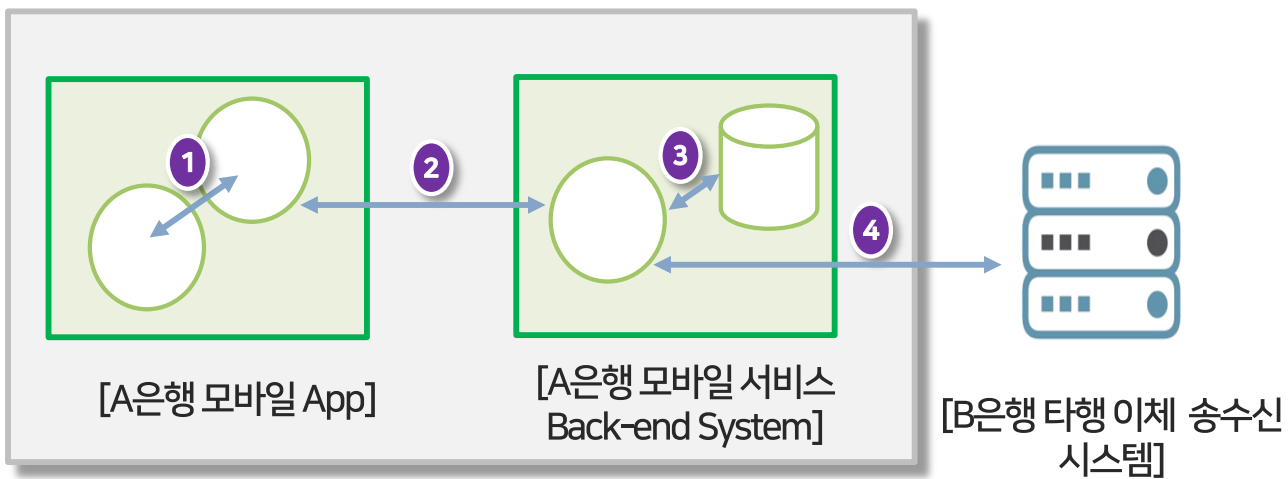 1
2
3
4
[A은행 모바일 App]
[A은행 모바일 서비스
Back-end System]
[B은행 타행 이체 송수신
시스템]